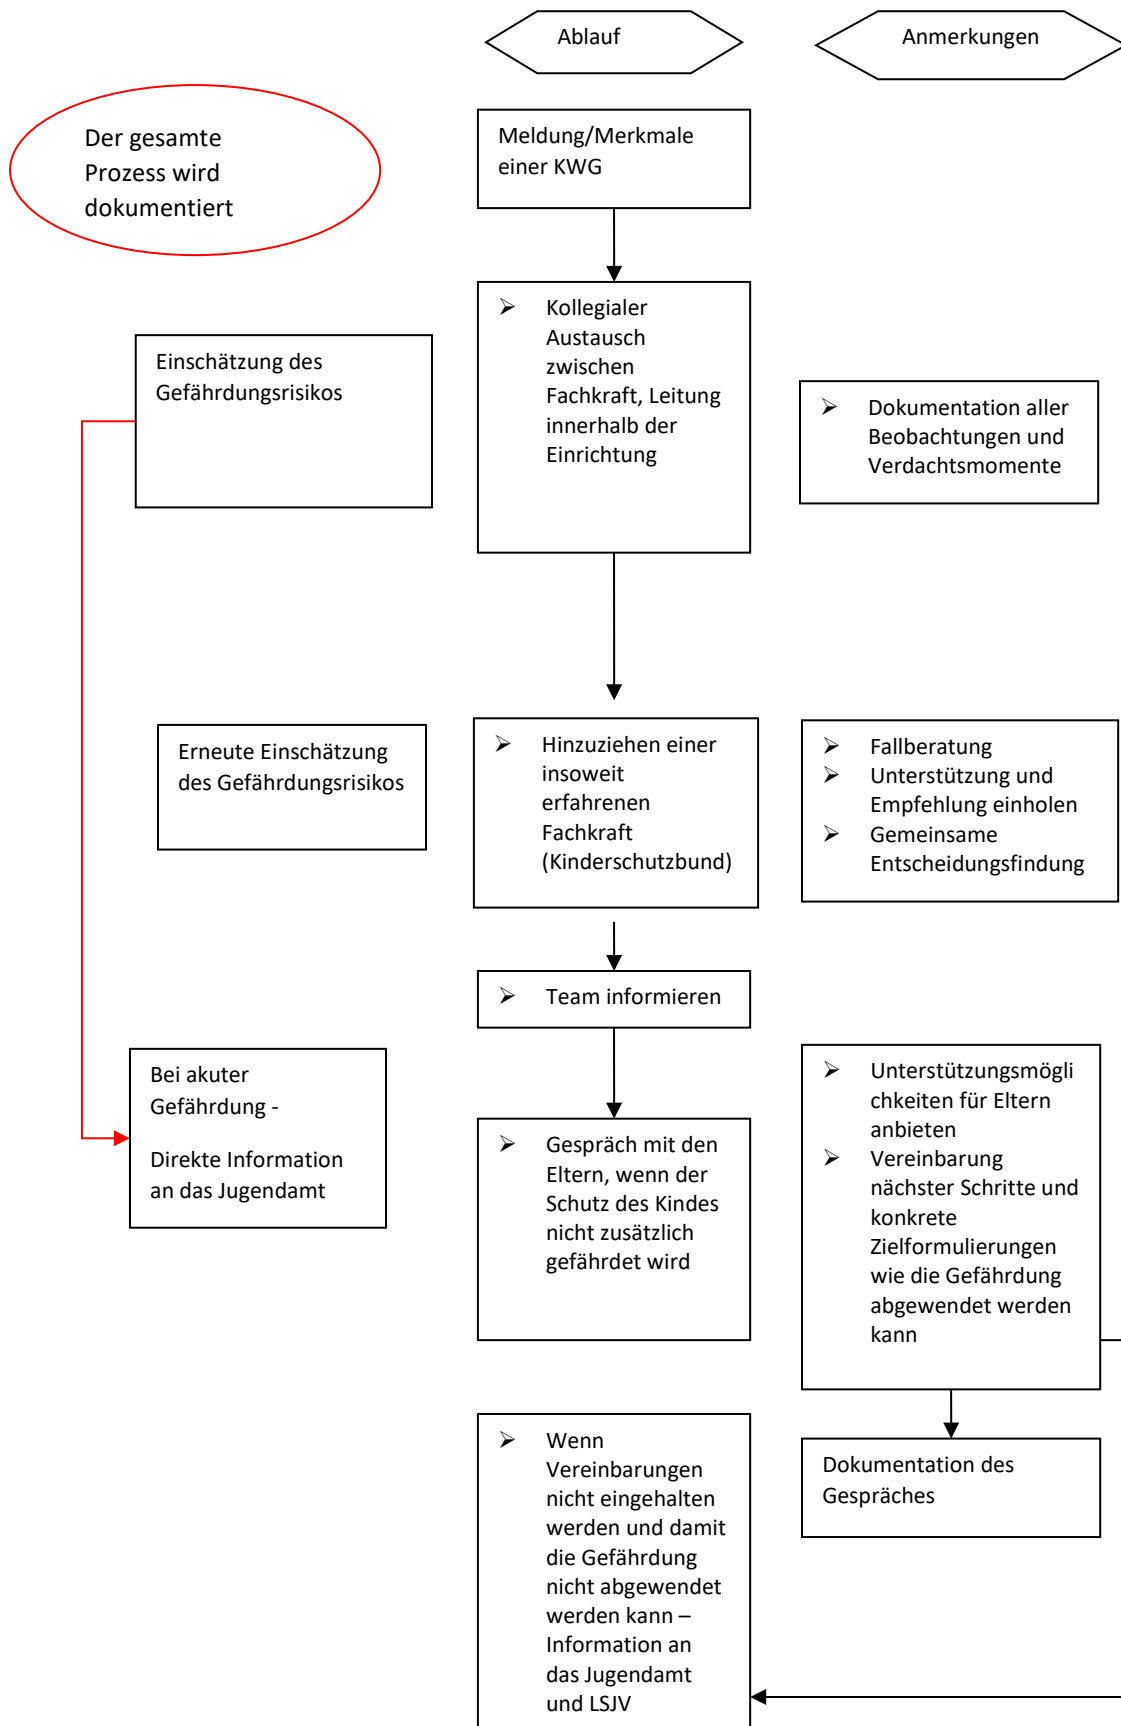 Ablauf
Anmerkungen
Der gesamte
Prozess wird
dokumentiert
Meldung/Merkmale
einer KWG
Einschätzung des
Gefährdungsrisikos
➢ Kollegialer
Austausch
zwischen
Fachkraft, Leitung
innerhalb der
Einrichtung
➢ Dokumentation aller
Beobachtungen und
Verdachtsmomente
Erneute Einschätzung
des Gefährdungsrisikos
➢ Hinzuziehen einer
insoweit
erfahrenen
Fachkraft
(Kinderschutzbund)
➢ Fallberatung
➢ Unterstützung und
Empfehlung einholen
➢ Gemeinsame
Entscheidungsfindung
➢ Team informieren
Bei akuter
Gefährdung -
Direkte Information
an das Jugendamt
➢ Gespräch mit den
Eltern, wenn der
Schutz des Kindes
nicht zusätzlich
gefährdet wird
➢ Unterstützungsmögli
chkeiten für Eltern
anbieten
➢ Vereinbarung
nächster Schritte und
konkrete
Zielformulierungen
wie die Gefährdung
abgewendet werden
kann
➢ Wenn
Vereinbarungen
nicht eingehalten
werden und damit
die Gefährdung
nicht abgewendet
werden kann –
Information an
das Jugendamt
und LSJV
Dokumentation des
Gespräches